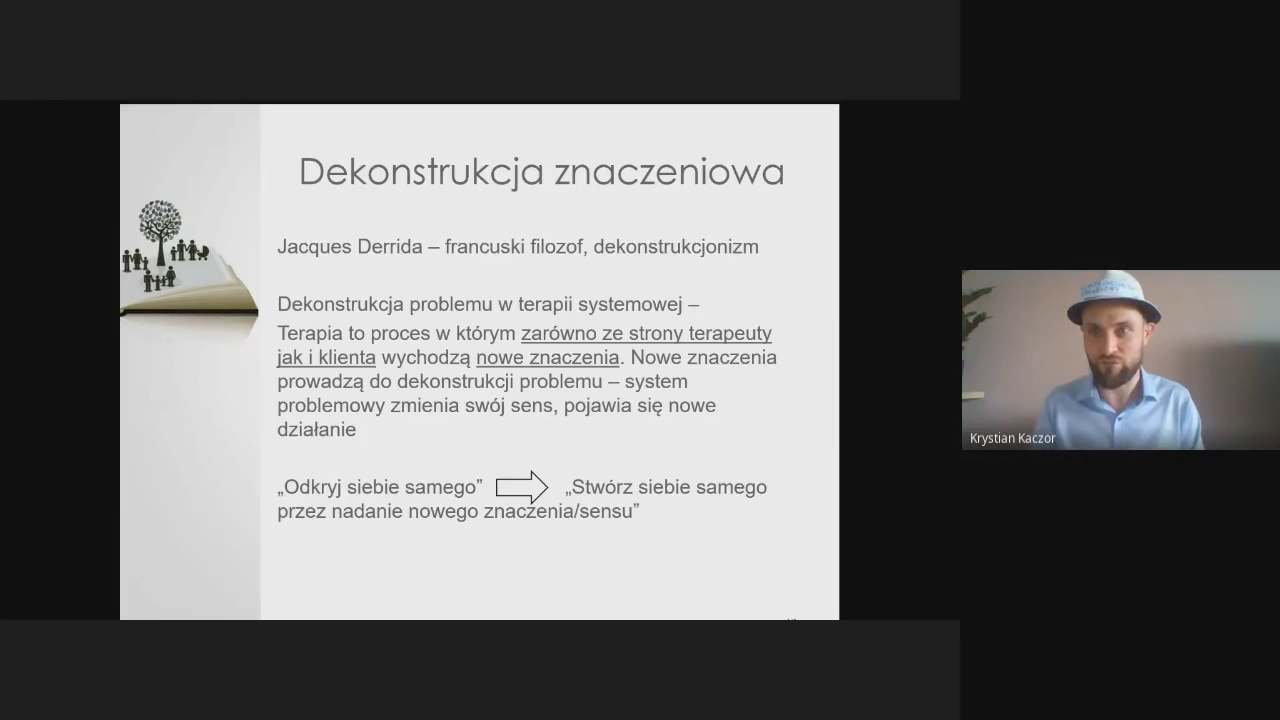 Dekonstrukcja znaczeniowa
Jacques Derrida – francuski filozof, dekonstrukcjonizm
Dekonstrukcja problemu w terapii systemowej –
Terapia to proces w którym zarówno ze strony terapeuty
jak i klienta wychodzą nowe znaczenia. Nowe znaczenia
prowadzą do dekonstrukcji problemu – system
problemowy zmienia swój sens, pojawia się nowe
działanie
„Odkryj siebie samego” „Stwórz siebie samego
przez nadanie nowego znaczenia/sensu”
Krystian Kaczor